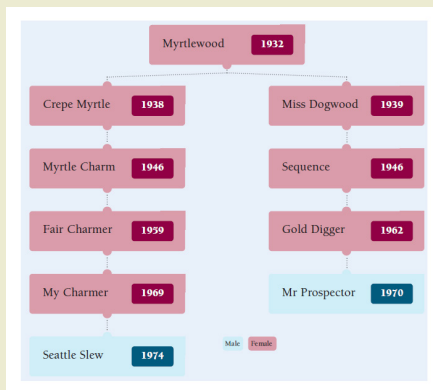 Myrtlewood 1932
Crepe Myrtle 1938 Miss Dogwood 1939
Myrtle Charm 1946 Sequence 1946
Fair Charmer 1959 Gold Digger 1962
My Charmer 1969 Mr Prospector 1970
Seattle Slew 1974 Male Female